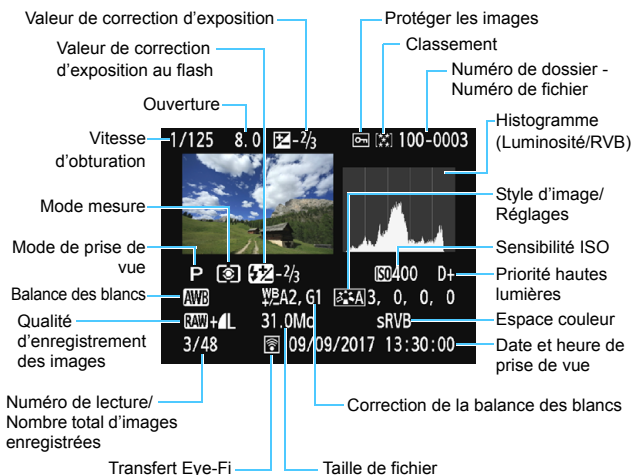 Valeur de correction d'exposition
Protéger les images
Valeur de correction
d'exposition au flash
Classement
Numéro de dossier -
Numéro de fichier
Ouverture
Histogramme
(Luminosité/RVB)
Vitesse
d'obturation
1/125 8.0 -2/3 100-0003
Mode mesure
Style d'image/
Réglages
Mode de prise de
vue
Sensibilité ISO
P -2/3 ISO400 D+
Priorité hautes
lumières
Balance des blancs
AWB WB A2, G1 A 3, 0, 0, 0
Qualité
d'enregistrement
des images
RAW+L 31.0Mo sRVB
Espace couleur
3/48 09/09/2017 13:30:00
Date et heure de
prise de vue
Numéro de lecture/
Nombre total d'images
enregistrées
Correction de la balance des blancs
Transfert Eye-Fi
Taille de fichier